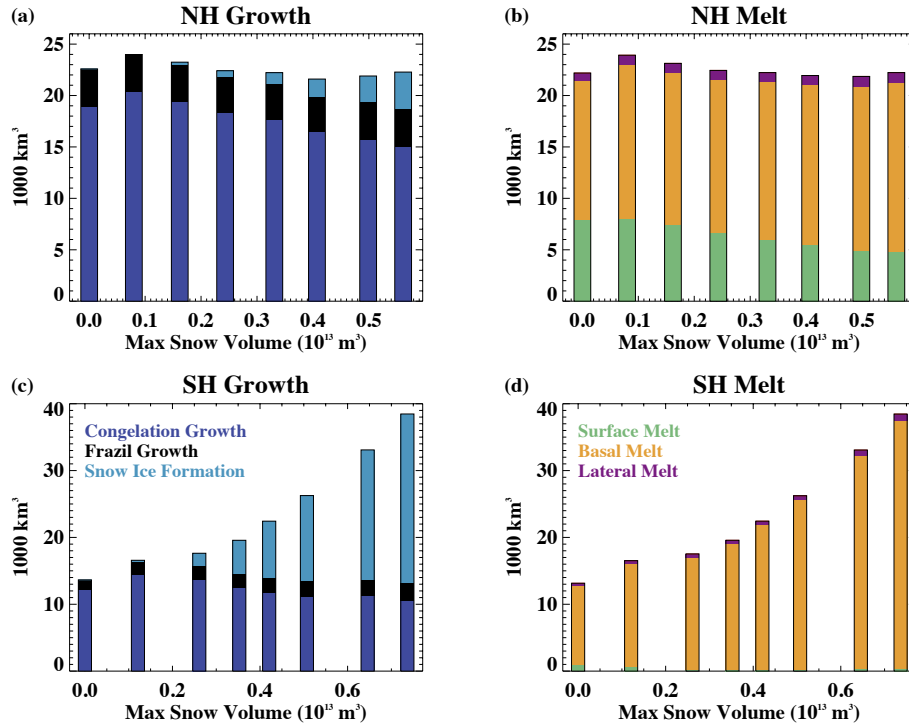 (a) NH Growth
25
20
15
10
5
0
1000 km³
0.0 0.1 0.2 0.3 0.4 0.5
Max Snow Volume (10¹³ m³)
(b) NH Melt
25
20
15
10
5
0
1000 km³
0.0 0.1 0.2 0.3 0.4 0.5
Max Snow Volume (10¹³ m³)
(c) SH Growth
40
30
20
10
0
1000 km³
Congelation Growth
Frazil Growth
Snow Ice Formation
0.0 0.2 0.4 0.6
Max Snow Volume (10¹³ m³)
(d) SH Melt
40
30
20
10
0
1000 km³
Surface Melt
Basal Melt
Lateral Melt
0.0 0.2 0.4 0.6
Max Snow Volume (10¹³ m³)